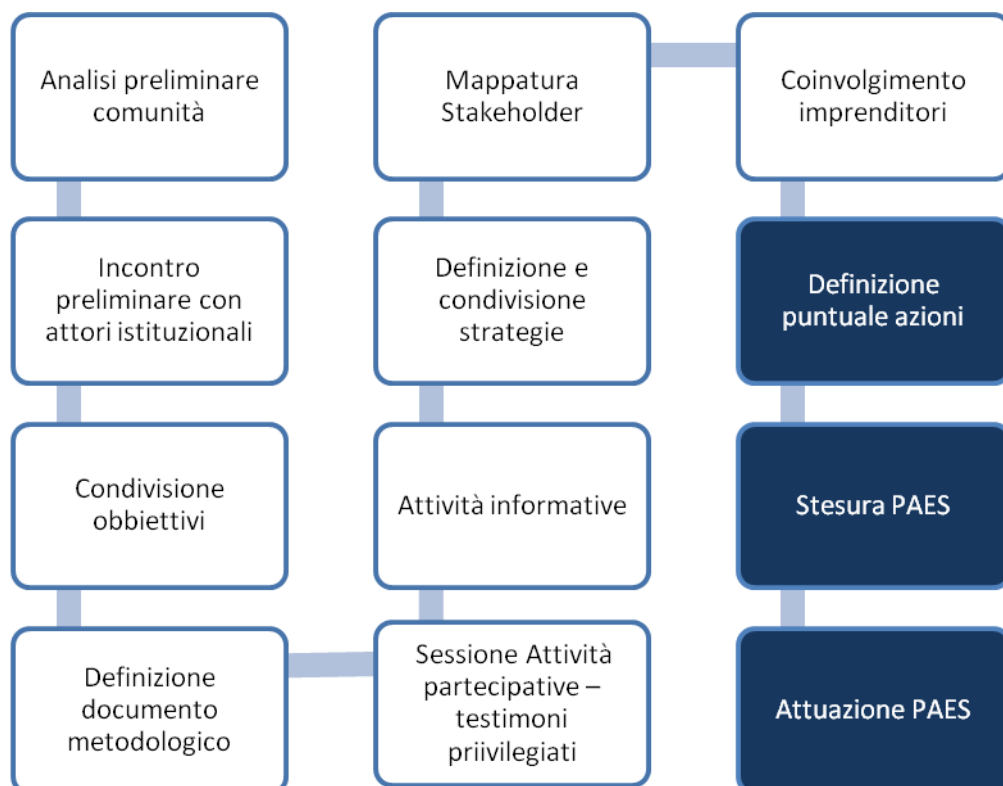 Analisi preliminare
comunità
Incontro
preliminare con
attori istituzionali
Condivisione
obbiettivi
Definizione
documento
metodologico
Sessione Attività
partecipative –
testimoni
priivilegiati
Attività informative
Definizione e
condivisione
strategie
Mappatura
Stakeholder
Coinvolgimento
imprenditori
Definizione
puntuale azioni
Stesura PAES
Attuazione PAES